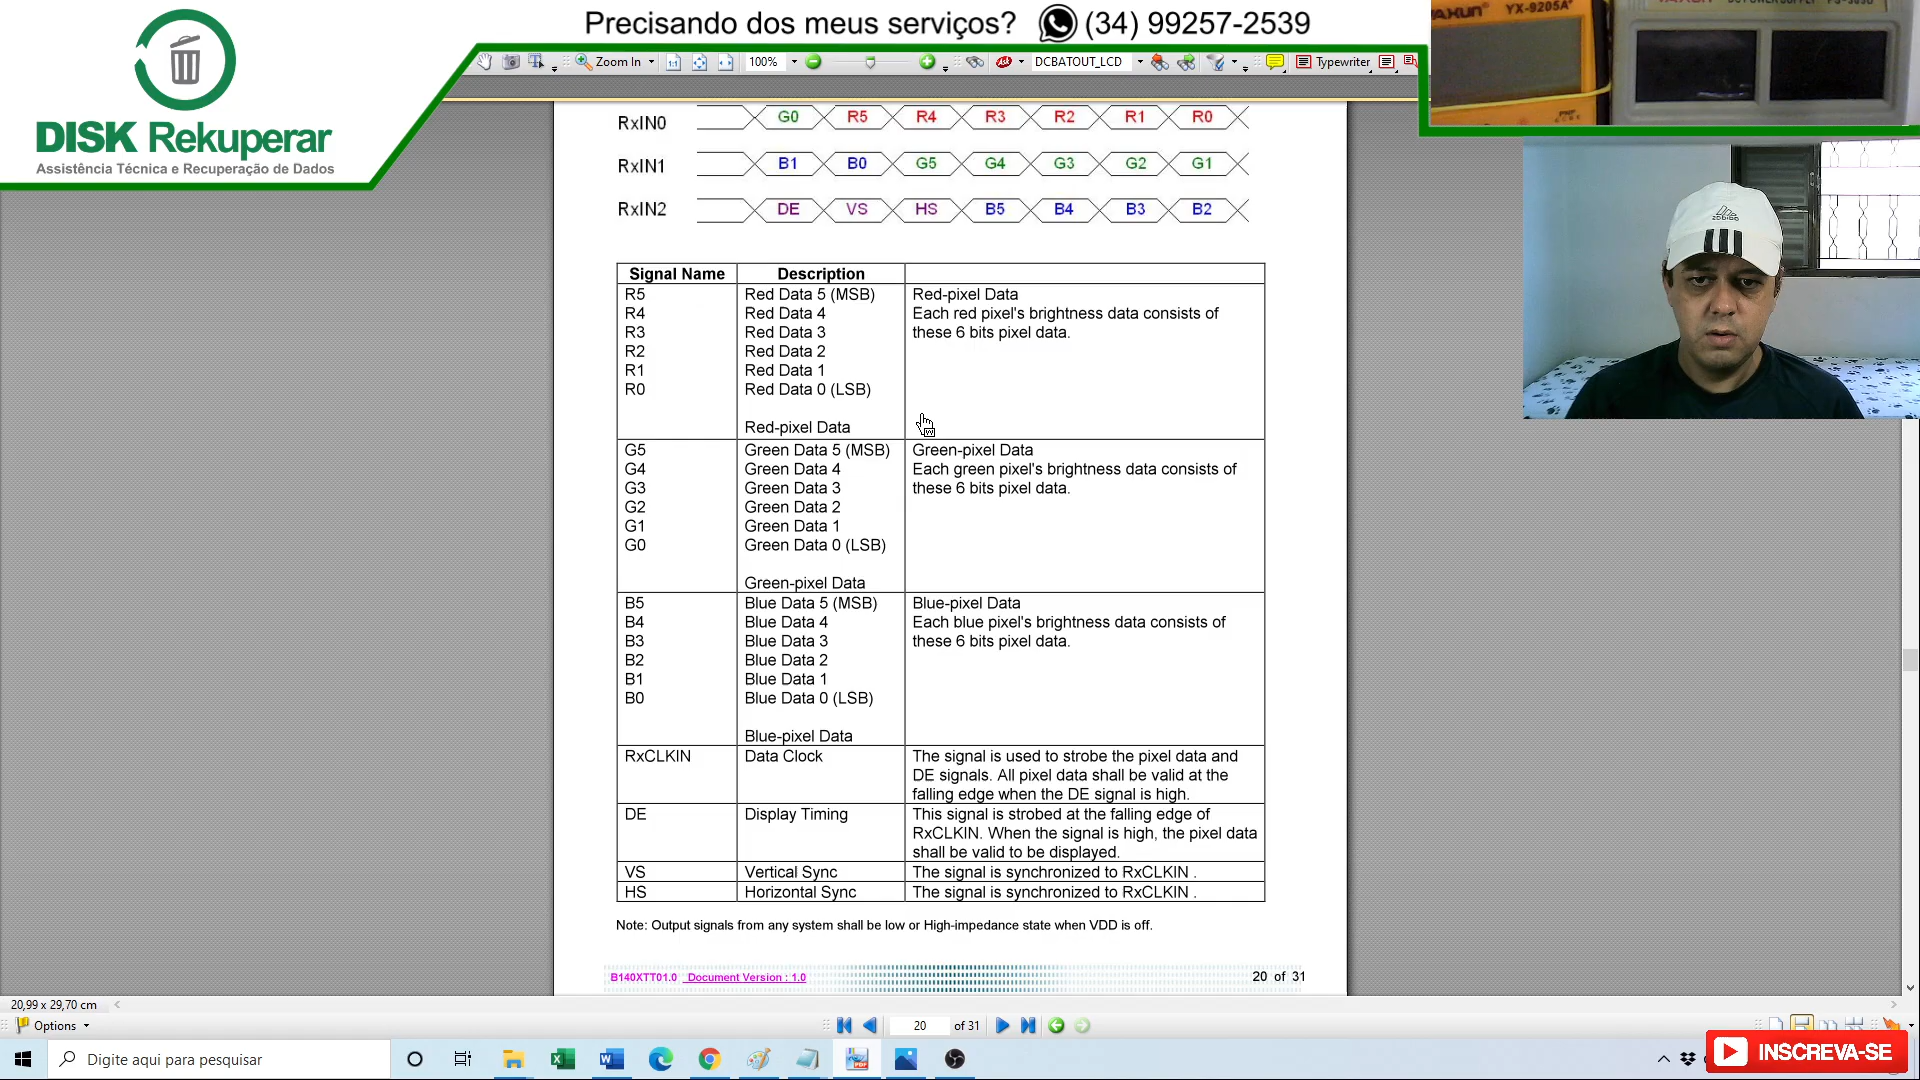 Precisando dos meus serviços? (34) 99257-2539
DISK Rekuperar
Assistência Técnica e Recuperação de Dados
Zoom In 100% DCBATOUT_LCD Typewriter
YX-9205A
RxIN0 G0 R5 R4 R3 R2 R1 R0
RxIN1 B1 B0 G5 G4 G3 G2 G1
RxIN2 DE VS HS B5 B4 B3 B2
Signal Name Description
R5 Red Data 5 (MSB) Red-pixel Data
R4 Red Data 4 Each red pixel's brightness data consists of
R3 Red Data 3 these 6 bits pixel data.
R2 Red Data 2
R1 Red Data 1
R0 Red Data 0 (LSB)
Red-pixel Data
G5 Green Data 5 (MSB) Green-pixel Data
G4 Green Data 4 Each green pixel's brightness data consists of
G3 Green Data 3 these 6 bits pixel data.
G2 Green Data 2
G1 Green Data 1
G0 Green Data 0 (LSB)
Green-pixel Data
B5 Blue Data 5 (MSB) Blue-pixel Data
B4 Blue Data 4 Each blue pixel's brightness data consists of
B3 Blue Data 3 these 6 bits pixel data.
B2 Blue Data 2
B1 Blue Data 1
B0 Blue Data 0 (LSB)
Blue-pixel Data
RxCLKIN Data Clock The signal is used to strobe the pixel data and
DE signals. All pixel data shall be valid at the
falling edge when the DE signal is high.
DE Display Timing This signal is strobed at the falling edge of
RxCLKIN. When the signal is high, the pixel data
shall be valid to be displayed.
VS Vertical Sync The signal is synchronized to RxCLKIN .
HS Horizontal Sync The signal is synchronized to RxCLKIN .
Note: Output signals from any system shall be low or High-impedance state when VDD is off.
B140XTT01.0 Document Version : 1.0 20 of 31
20,99 x 29,70 cm
Options 20 of 31
Digite aqui para pesquisar
INSCREVA-SE